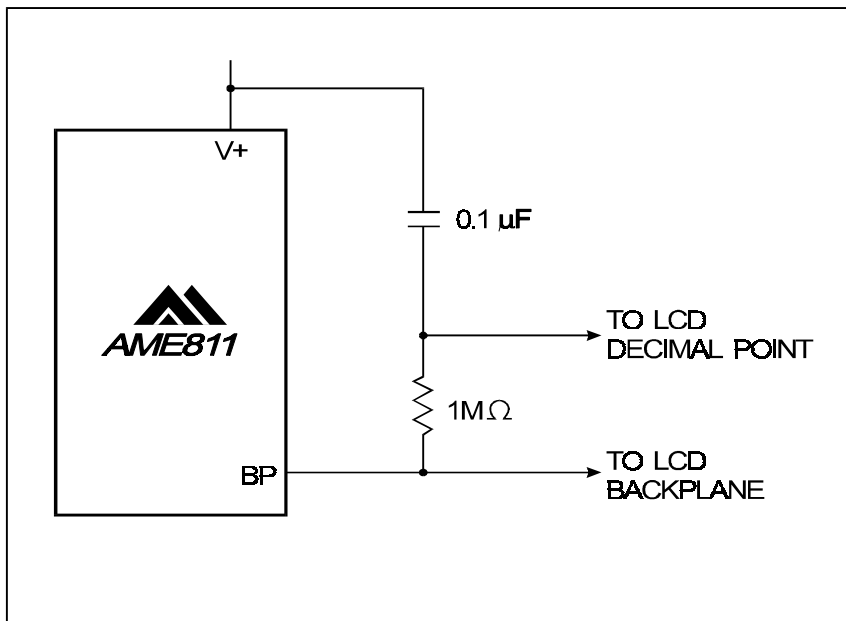 V+
0.1 µF
AME811
TO LCD
DECIMAL POINT
1MΩ
BP
TO LCD
BACKPLANE